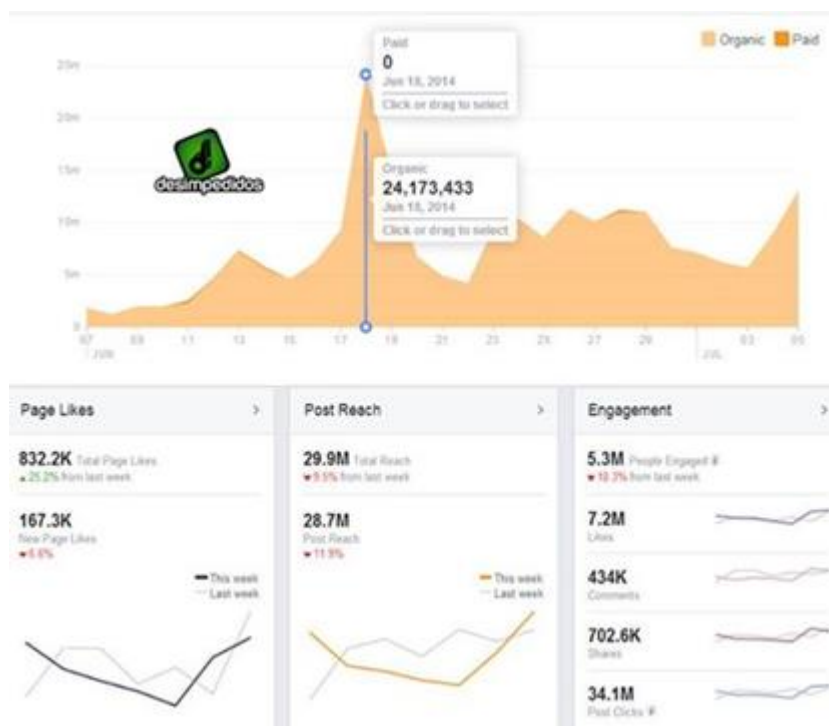 Organic Paid
Paid
0
Jun 18, 2014
Click or drag to select
25m
20m
15m
10m
5m
0
desimpedidos
Organic
24,173,433
Jun 18, 2014
Click or drag to select
07 09 11 13 15 17 19 21 23 25 27 29 03 05
JUN JUL
Page Likes
832.2K Total Page Likes
25.2% from last week
167.3K
New Page Likes
6.6%
This week
Last week
Post Reach
29.9M Total Reach
from last week
28.7M
Post Reach
11.9%
This week
Last week
Engagement
5.3M People Engaged
from last week
7.2M
Likes
434K
Comments
702.6K
Shares
34.1M
Post Clicks